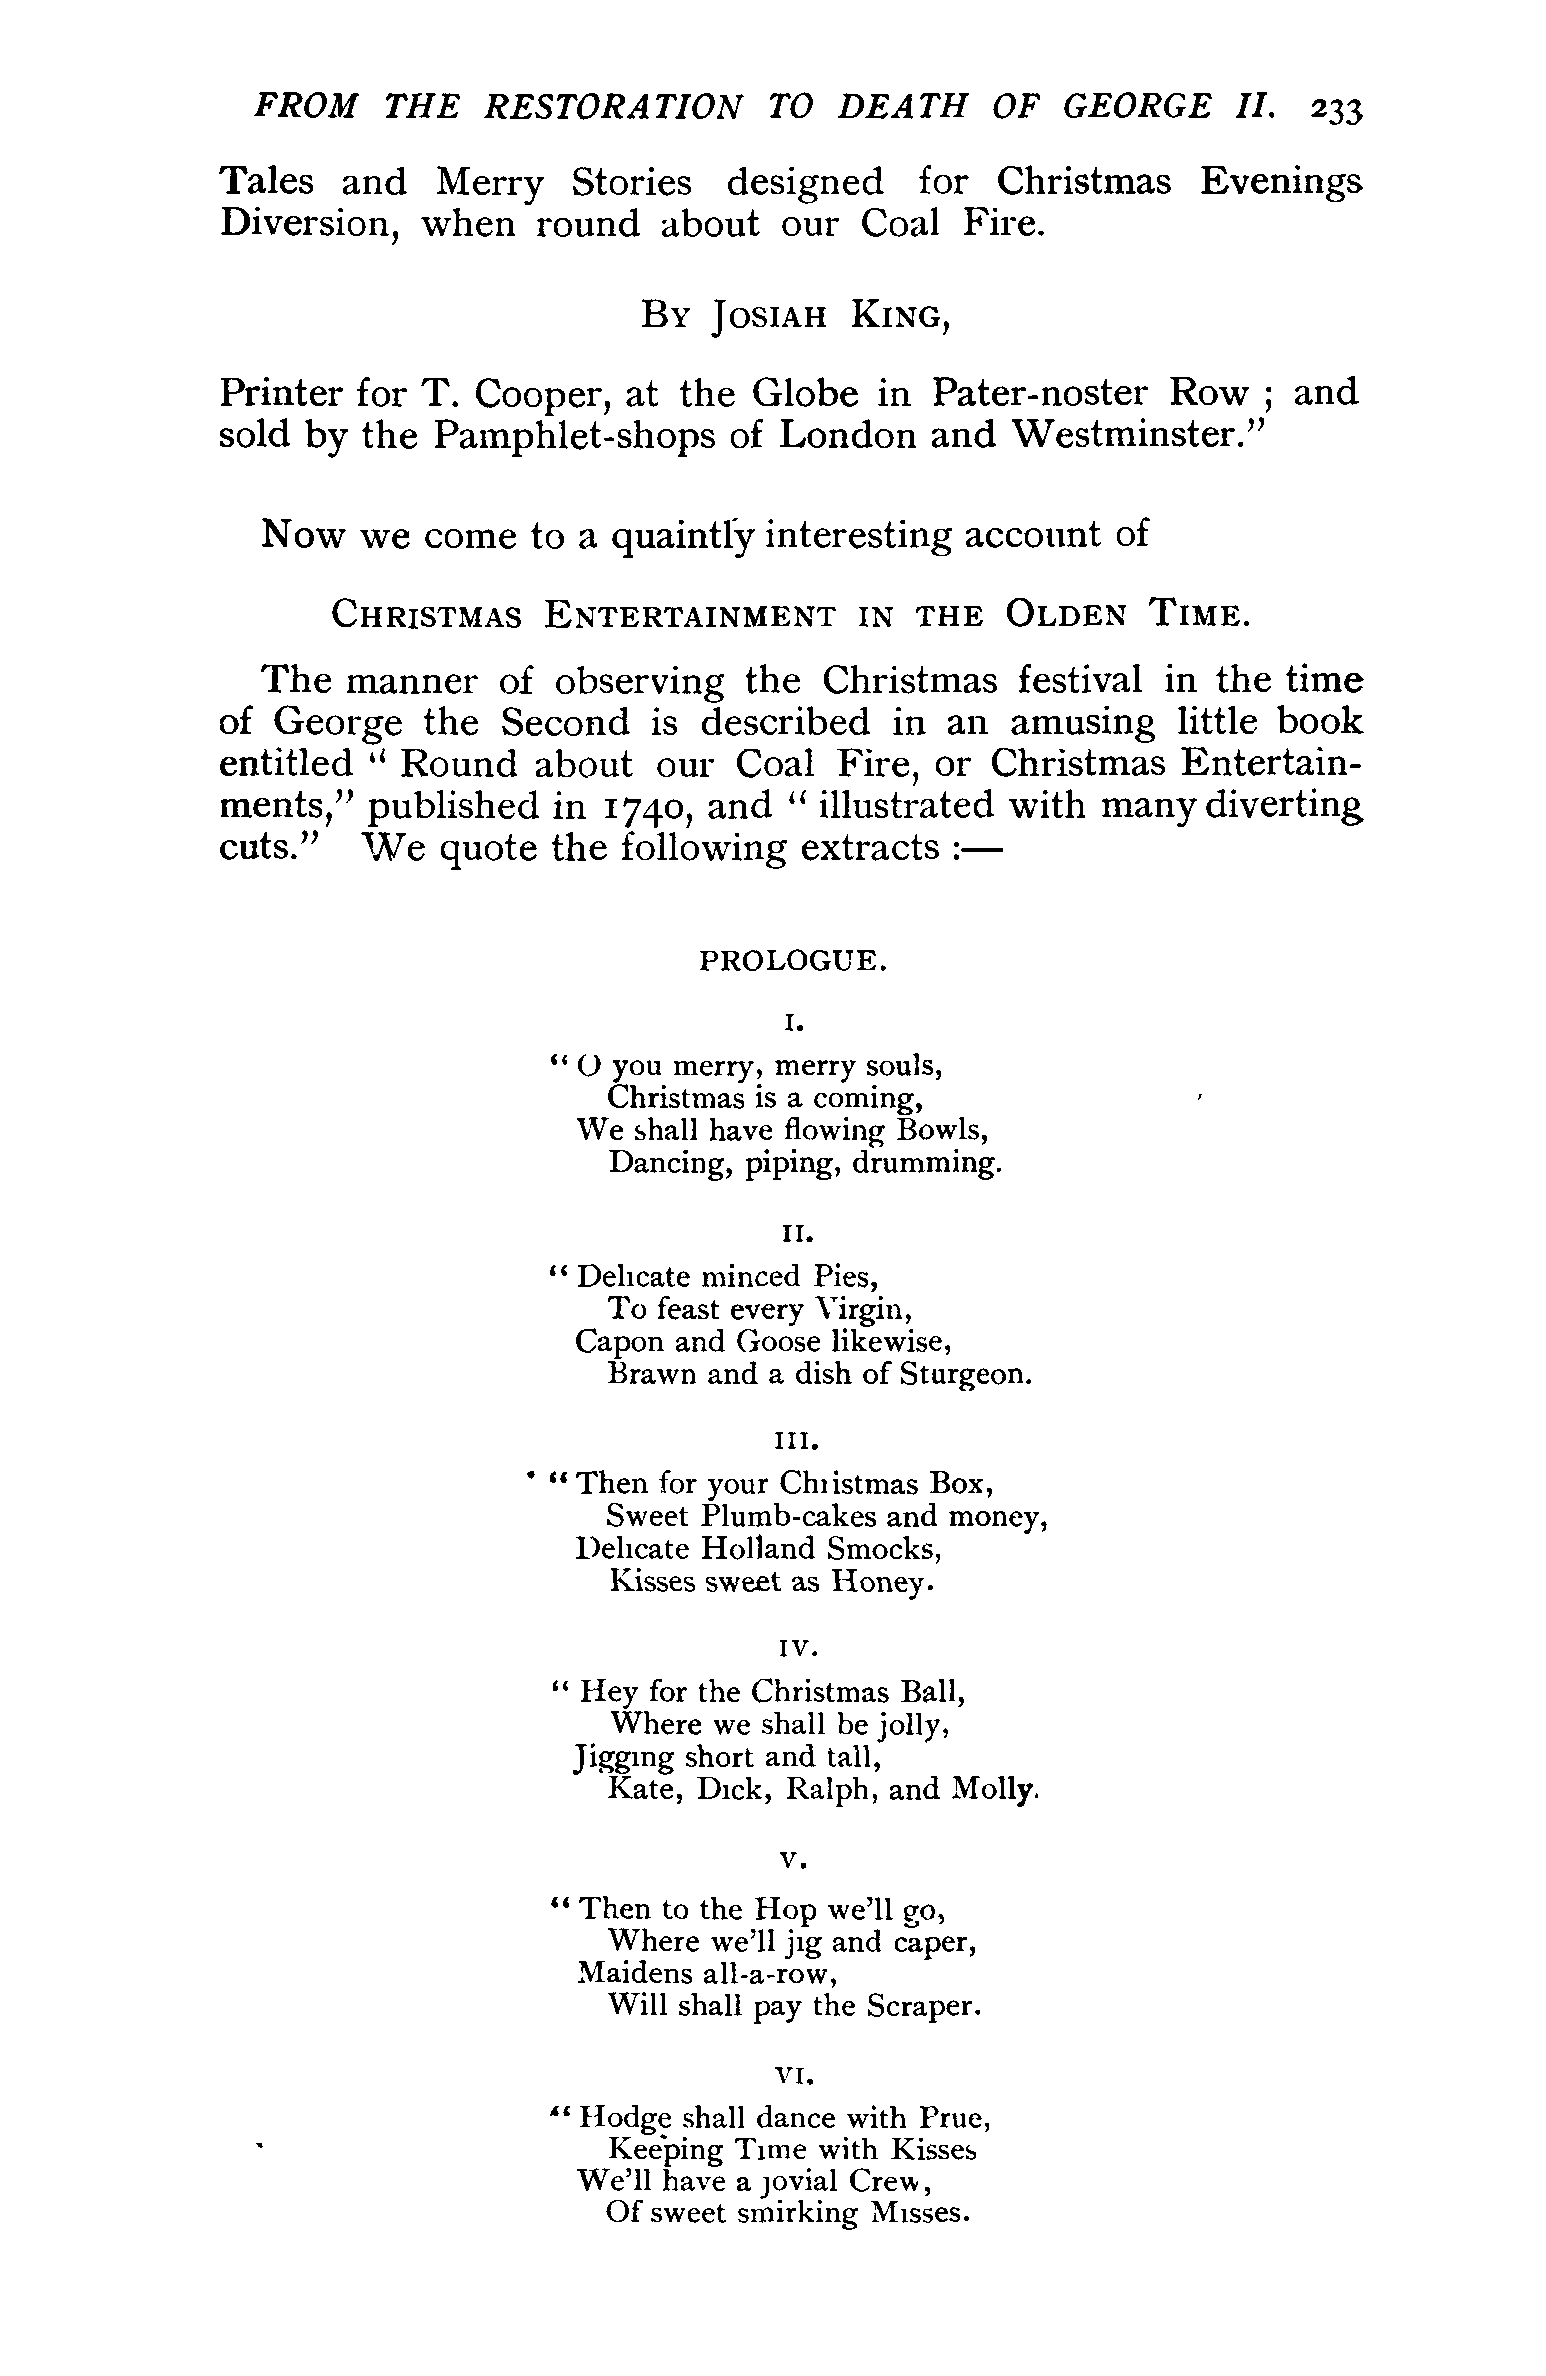 FROM THE RESTORATION TO DEATH OF GEORGE II. 233
Tales and Merry Stories designed for Christmas Evenings
Diversion, when round about our Coal Fire.
By Josiah King,
Printer for T. Cooper, at the Globe in Pater-noster Row ; and
sold by the Pamphlet-shops of London and Westminster.”
Now we come to a quaintly interesting account of
Christmas Entertainment in the Olden Time.
The manner of observing the Christmas festival in the time
of George the Second is described in an amusing little book
entitled “ Round about our Coal Fire, or Christmas Entertain-
ments,” published in 1740, and “ illustrated with many diverting
cuts.” We quote the following extracts :—
PROLOGUE.
I.
“ O you merry, merry souls,
Christmas is a coming,
We shall have flowing Bowls,
Dancing, piping, drumming.
II.
“ Delicate minced Pies,
To feast every Virgin,
Capon and Goose likewise,
Brawn and a dish of Sturgeon.
III.
“ Then for your Christmas Box,
Sweet Plumb-cakes and money,
Delicate Holland Smocks,
Kisses sweet as Honey.
IV.
“ Hey for the Christmas Ball,
Where we shall be jolly,
Jigging short and tall,
Kate, Dick, Ralph, and Molly.
V.
“ Then to the Hop we’ll go,
Where we’ll jig and caper,
Maidens all-a-row,
Will shall pay the Scraper.
VI.
“ Hodge shall dance with Prue,
Keeping Time with Kisses
We’ll have a jovial Crew,
Of sweet smirking Misses.